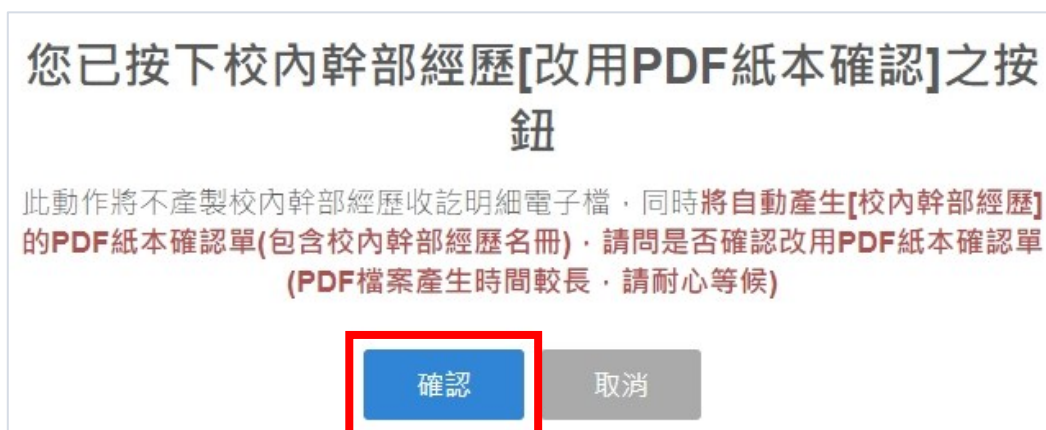 您已按下校內幹部經歷[改用PDF紙本確認]之按
鈕
此動作將不產製校內幹部經歷收訖明細電子檔，同時將自動產生[校內幹部經歷]
的PDF紙本確認單(包含校內幹部經歷名冊)，請問是否確認改用PDF紙本確認單
(PDF檔案產生時間較長，請耐心等候)
確認 取消